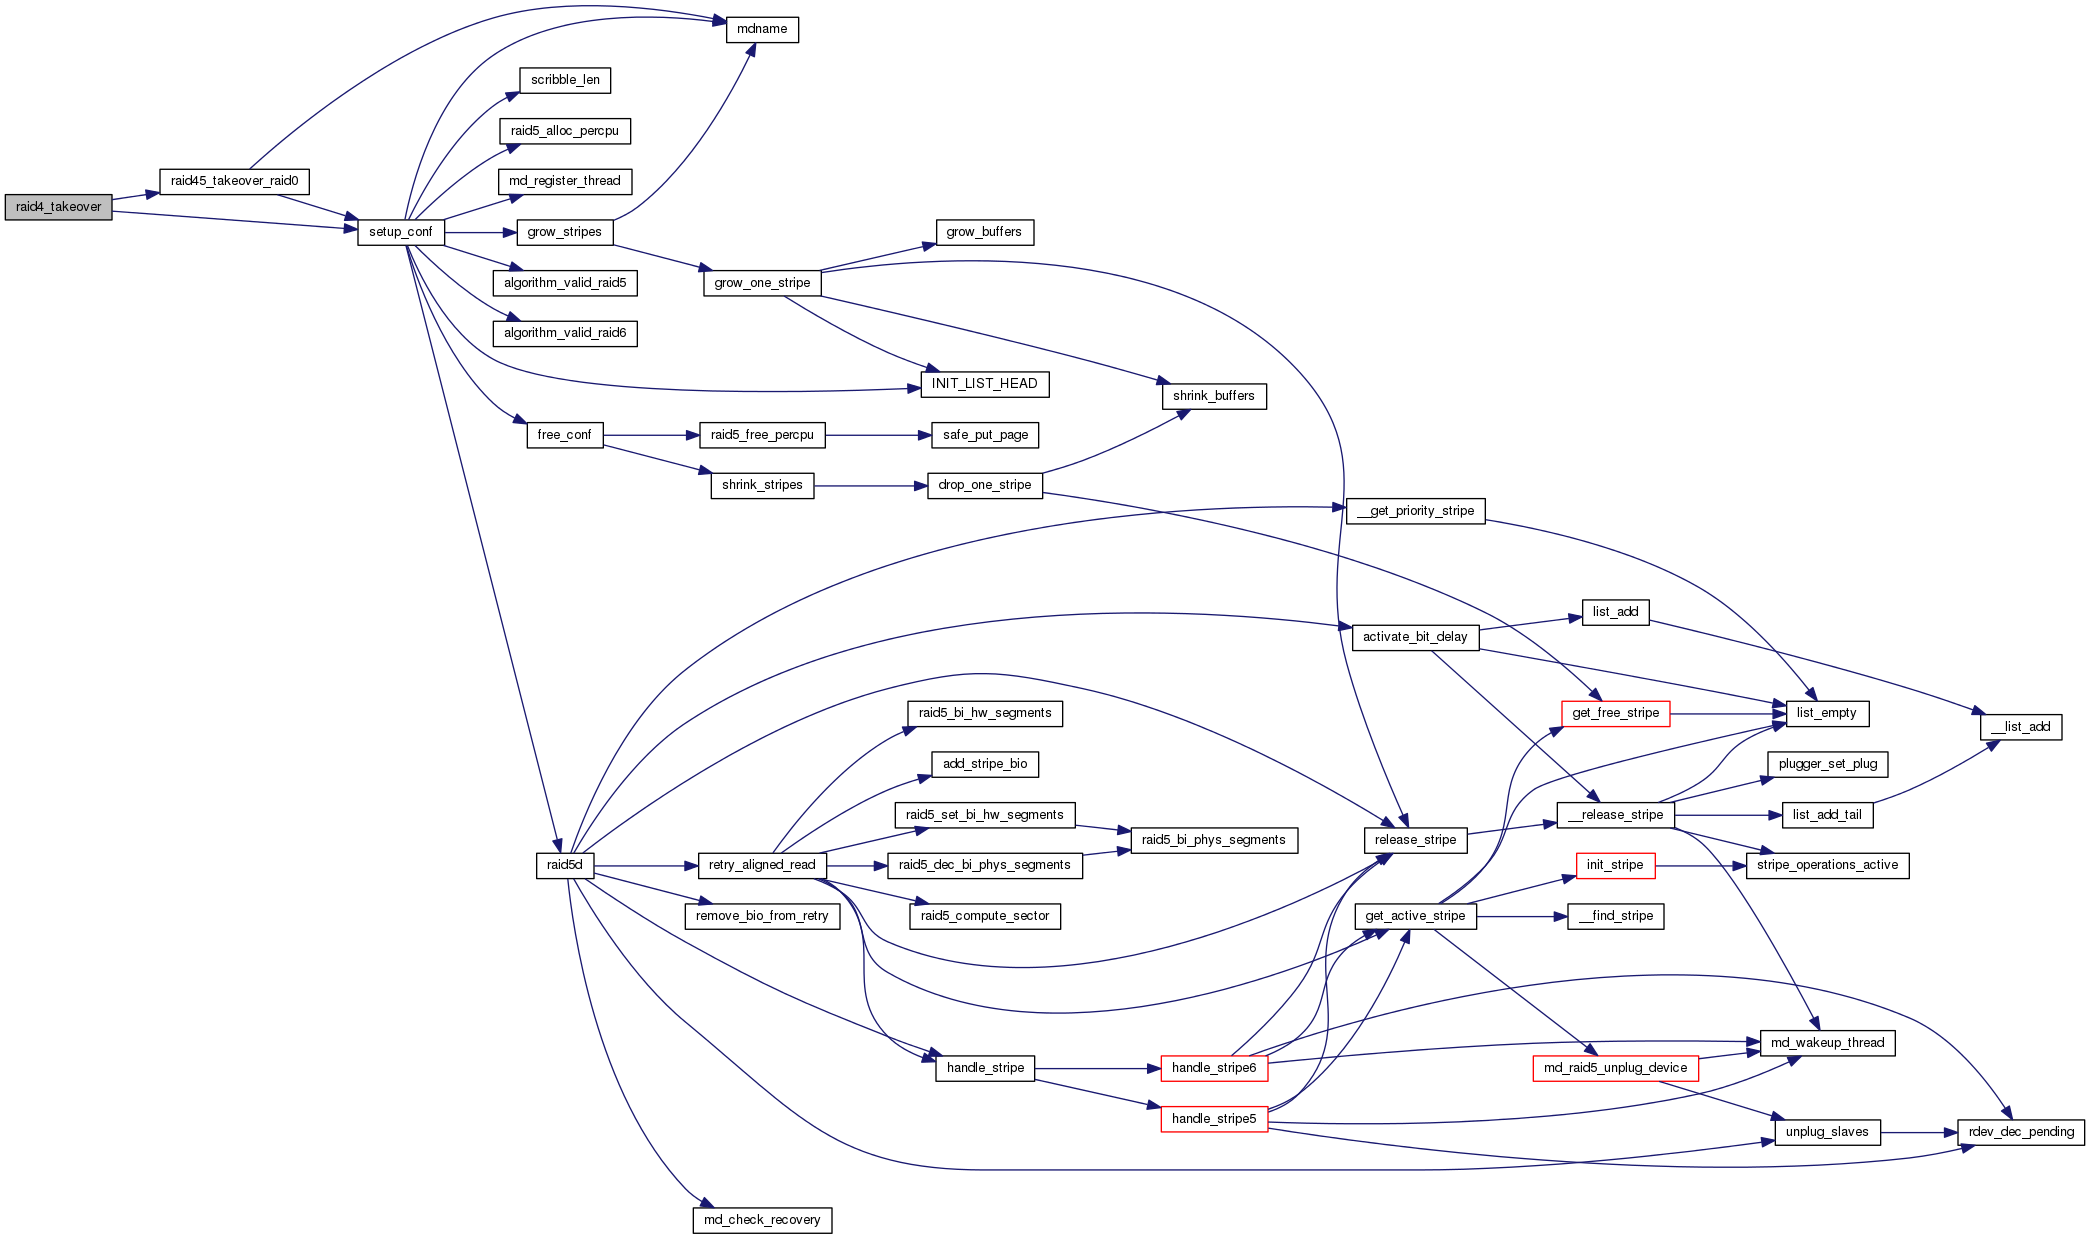 mdname
scribble_len
raid5_alloc_percpu
raid45_takeover_raid0
md_register_thread
raid4_takeover
setup_conf
grow_stripes
grow_buffers
algorithm_valid_raid5
grow_one_stripe
algorithm_valid_raid6
INIT_LIST_HEAD
shrink_buffers
free_conf
raid5_free_percpu
safe_put_page
shrink_stripes
drop_one_stripe
__get_priority_stripe
list_add
activate_bit_delay
raid5_bi_hw_segments
get_free_stripe
list_empty
__list_add
add_stripe_bio
plugger_set_plug
raid5_set_bi_hw_segments
__release_stripe
list_add_tail
raid5_bi_phys_segments
release_stripe
raid5d
retry_aligned_read
raid5_dec_bi_phys_segments
init_stripe
stripe_operations_active
remove_bio_from_retry
raid5_compute_sector
get_active_stripe
__find_stripe
md_wakeup_thread
handle_stripe
handle_stripe6
md_raid5_unplug_device
handle_stripe5
unplug_slaves
rdev_dec_pending
md_check_recovery